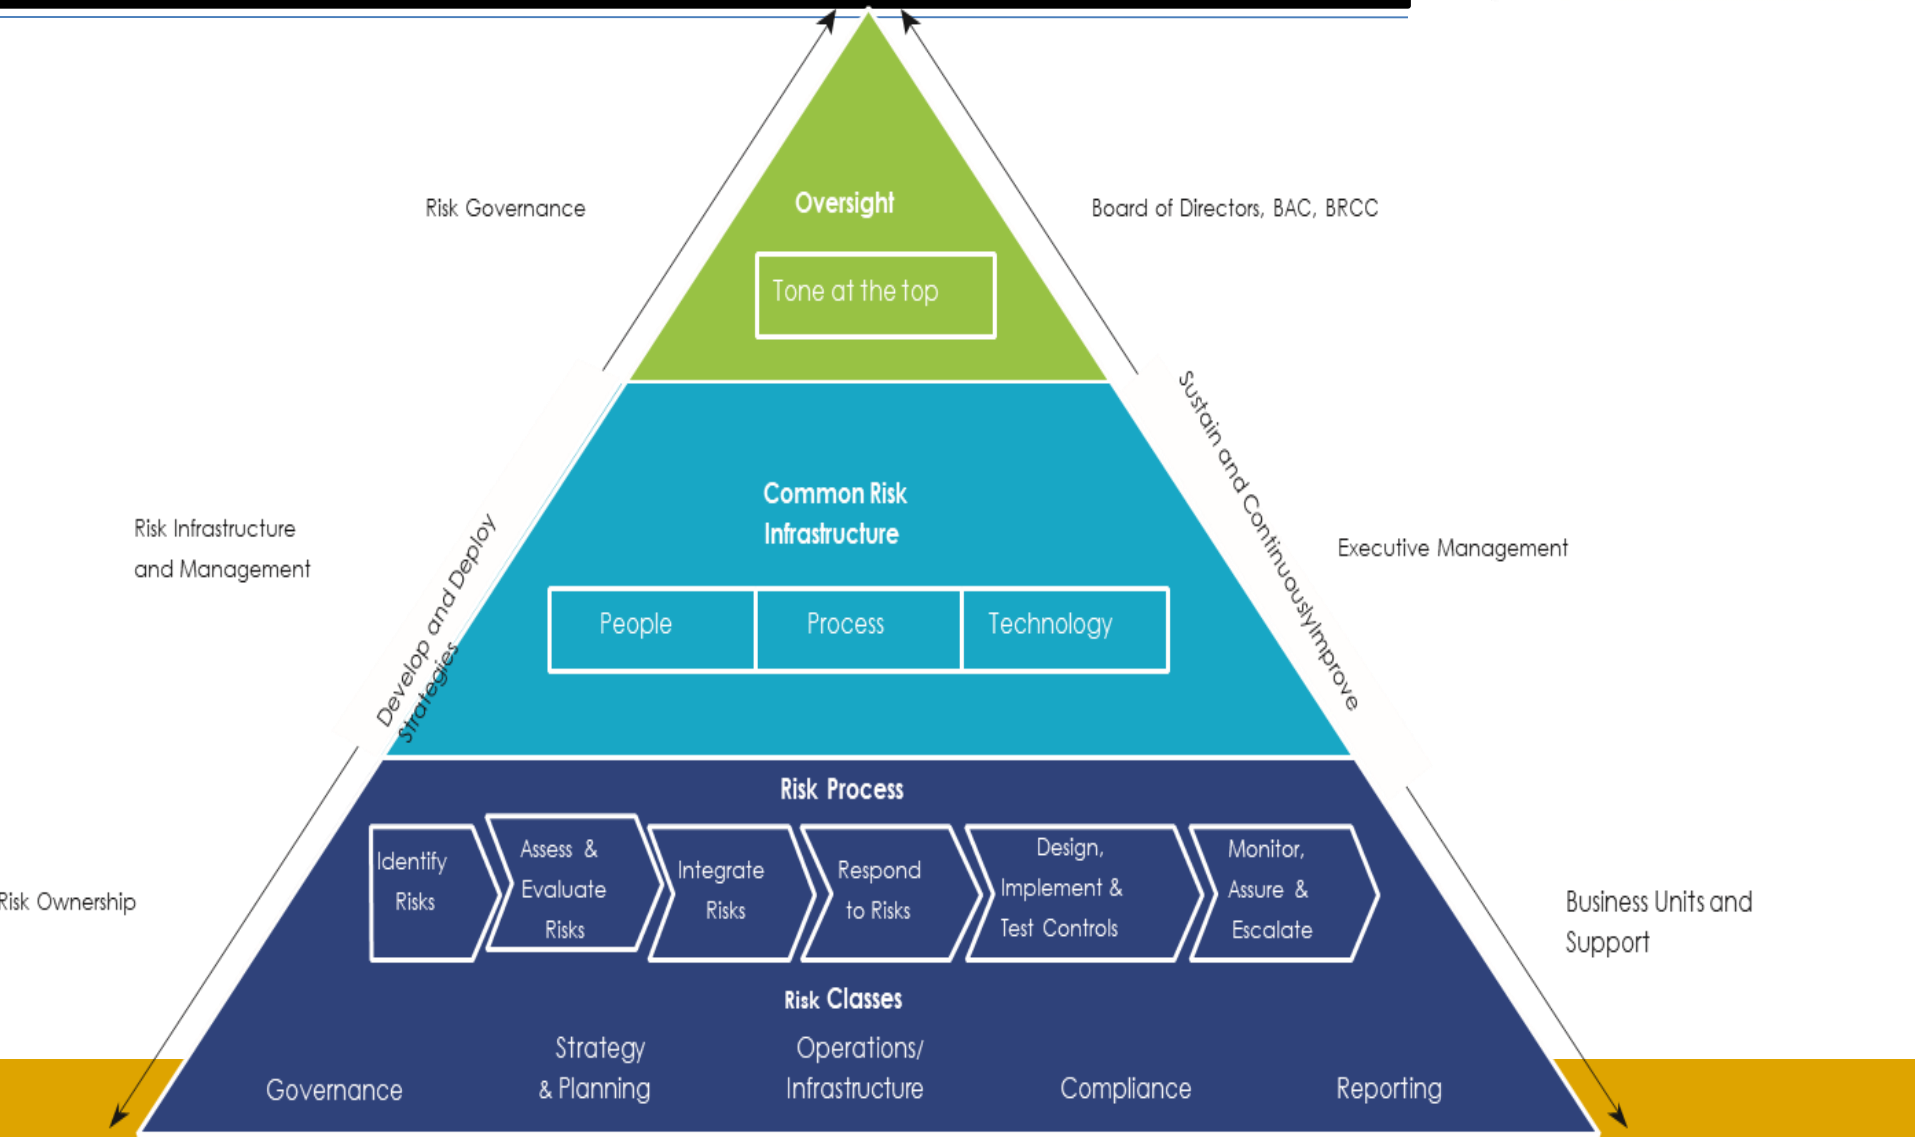 Risk Governance
Oversight
Board of Directors, BAC, BRCC
Tone at the top
Risk Infrastructure
and Management
Develop and Deploy
Strategies
Common Risk
Infrastructure
People
Process
Technology
Sustain and ContinuouslyImprove
Executive Management
Risk Ownership
Risk Process
Identify
Risks
Assess &
Evaluate
Risks
Integrate
Risks
Respond
to Risks
Design,
Implement &
Test Controls
Monitor,
Assure &
Escalate
Business Units and
Support
Risk Classes
Governance
Strategy
& Planning
Operations/
Infrastructure
Compliance
Reporting